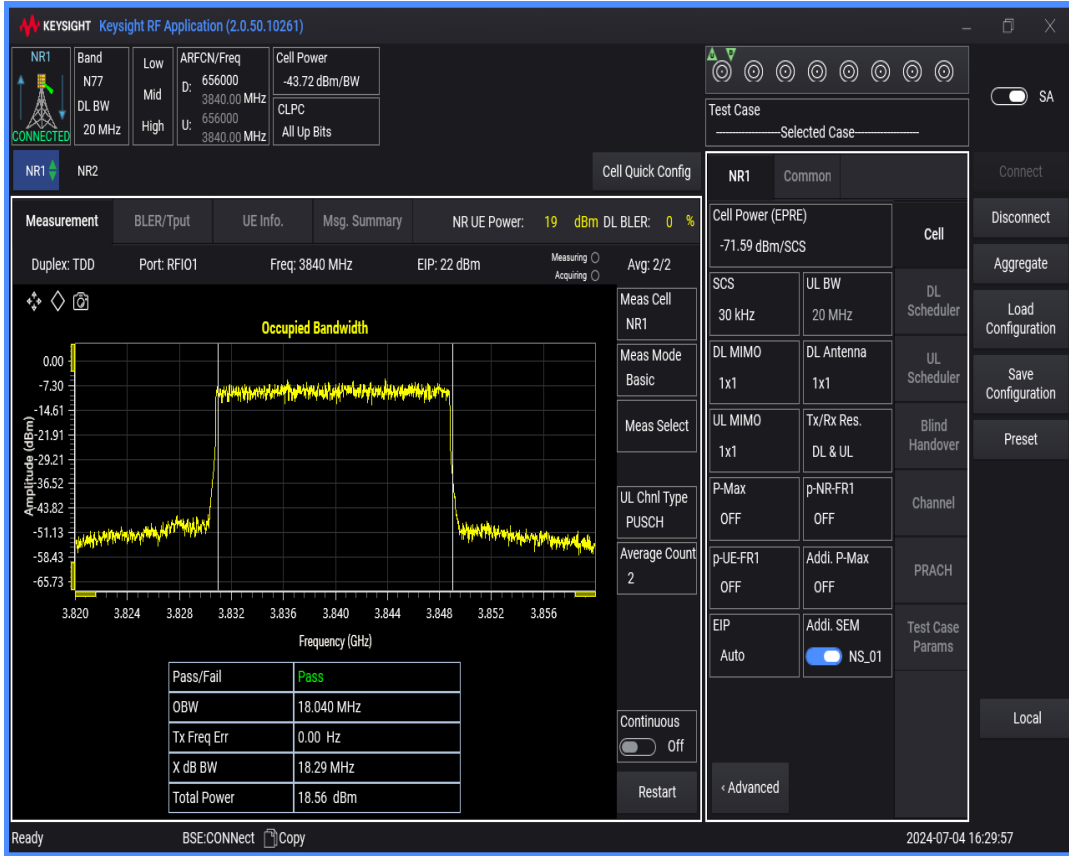 KEYSIGHT Keysight RF Application (2.0.50.10261)
NR1
CONNECTED
Band
N77
DL BW
20 MHz
Low
Mid
High
ARFCN/Freq
D: 656000
3840.00 MHz
U: 656000
3840.00 MHz
Cell Power
-43.72 dBm/BW
CLPC
All Up Bits
Test Case
-------------------Selected Case----------------
SA
NR1 NR2
Cell Quick Config
NR1 Common
Connect
Disconnect
Aggregate
Load
Configuration
Save
Configuration
Preset
Local
Measurement BLER/Tput UE Info. Msg. Summary NR UE Power: 19 dBm DL BLER: 0 %
Duplex: TDD Port: RFIO1 Freq: 3840 MHz EIP: 22 dBm Measuring Avg: 2/2
Acquiring
Occupied Bandwidth
Amplitude (dBm)
0.00
-7.30
-14.61
-21.91
-29.21
-36.52
-43.82
-51.13
-58.43
-65.73
3.820 3.824 3.828 3.832 3.836 3.840 3.844 3.848 3.852 3.856
Frequency (GHz)
Pass/Fail Pass
OBW 18.040 MHz
Tx Freq Err 0.00 Hz
X dB BW 18.29 MHz
Total Power 18.56 dBm
Meas Cell
NR1
Meas Mode
Basic
Meas Select
UL Chnl Type
PUSCH
Average Count
2
Continuous
Off
Restart
Cell Power (EPRE)
-71.59 dBm/SCS
SCS
30 kHz
UL BW
20 MHz
DL MIMO
1x1
DL Antenna
1x1
UL MIMO
1x1
Tx/Rx Res.
DL & UL
P-Max
OFF
p-NR-FR1
OFF
p-UE-FR1
OFF
Addi. P-Max
OFF
EIP
Auto
Addi. SEM
NS_01
‹ Advanced
Cell
DL
Scheduler
UL
Scheduler
Blind
Handover
Channel
PRACH
Test Case
Params
Ready BSE:CONNect Copy 2024-07-04 16:29:57